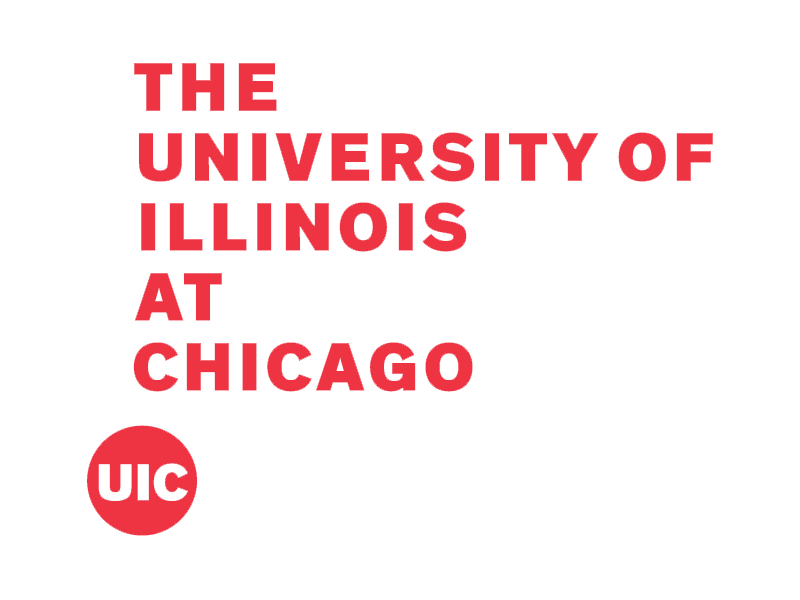 THE
UNIVERSITY OF
ILLINOIS
AT
CHICAGO
UIC